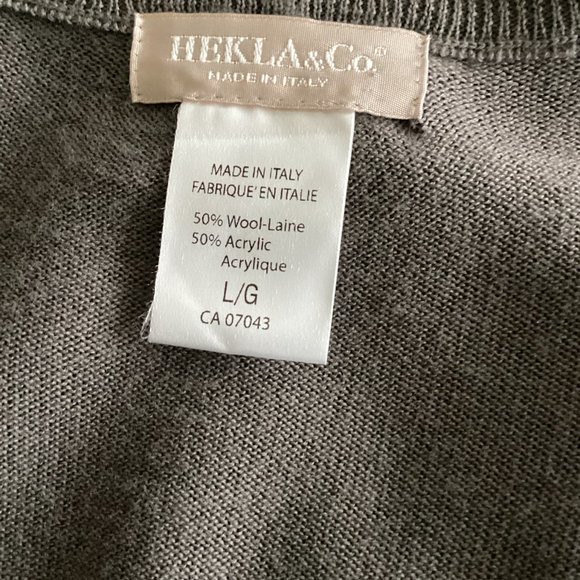 HEKLA&Co.®
MADE IN ITALY
MADE IN ITALY
FABRIQUE' EN ITALIE
50% Wool-Laine
50% Acrylic
Acrylique
L/G
CA 07043